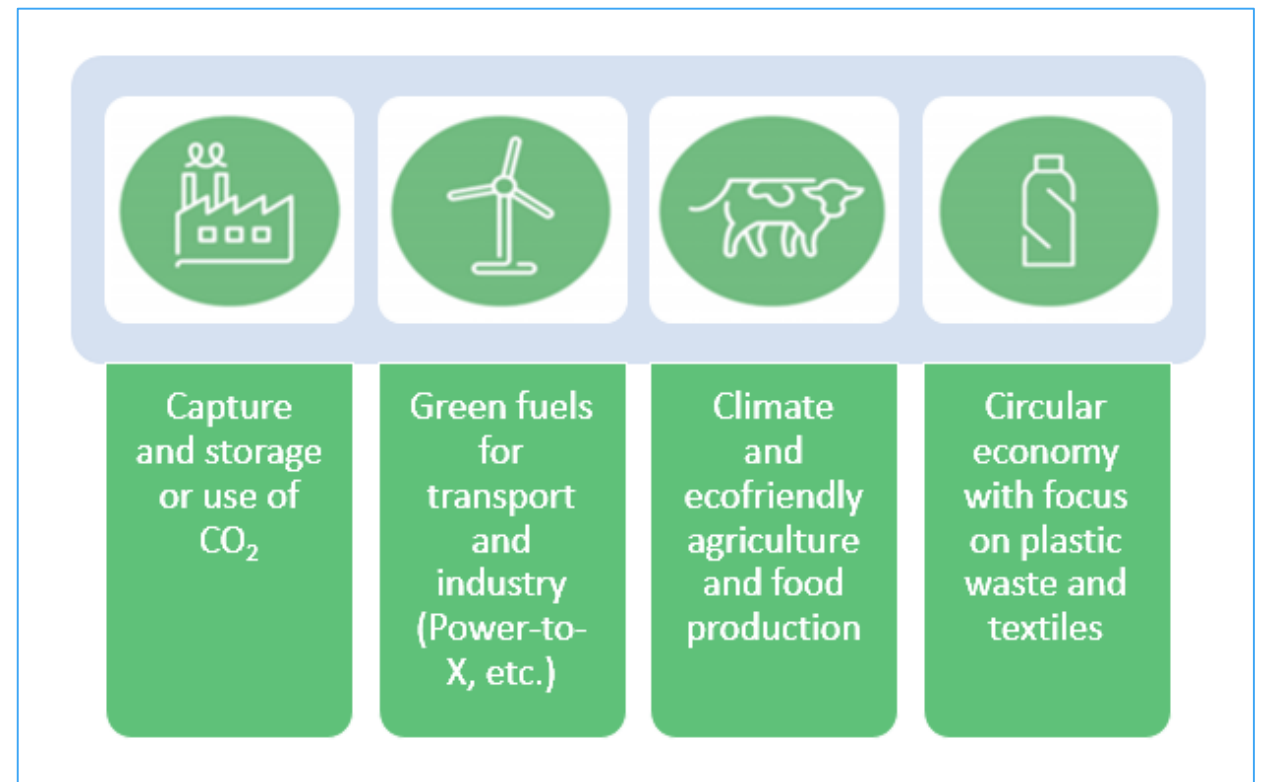 Capture
and storage
or use of
CO₂
Green fuels
for
transport
and
industry
(Power-to-
X, etc.)
Climate
and
ecofriendly
agriculture
and food
production
Circular
economy
with focus
on plastic
waste and
textiles